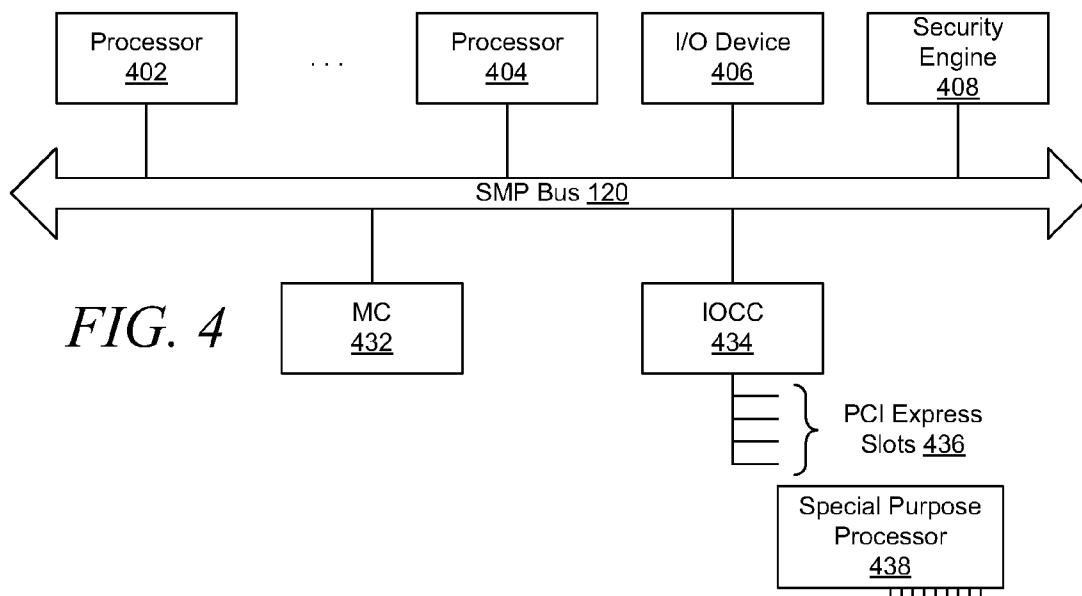 Processor
402
. . .
Processor
404
I/O Device
406
Security
Engine
408
SMP Bus 120
FIG. 4
MC
432
IOCC
434
PCI Express
Slots 436
Special Purpose
Processor
438